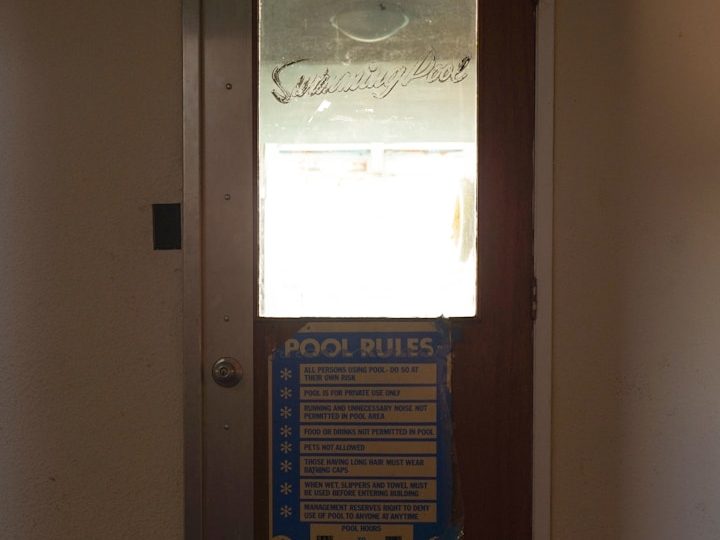 Swimming Pool
POOL RULES
* ALL PERSONS USING POOL- DO SO AT
THEIR OWN RISK
* POOL IS FOR PRIVATE USE ONLY
* RUNNING AND UNNECESSARY NOISE NOT
PERMITTED IN POOL AREA
* FOOD OR DRINKS NOT PERMITTED IN POOL
* PETS NOT ALLOWED
* THOSE HAVING LONG HAIR MUST WEAR
BATHING CAPS
* WHEN WET, SLIPPERS AND TOWEL MUST
BE USED BEFORE ENTERING BUILDING
* MANAGEMENT RESERVES RIGHT TO DENY
USE OF POOL TO ANYONE AT ANYTIME
POOL HOURS